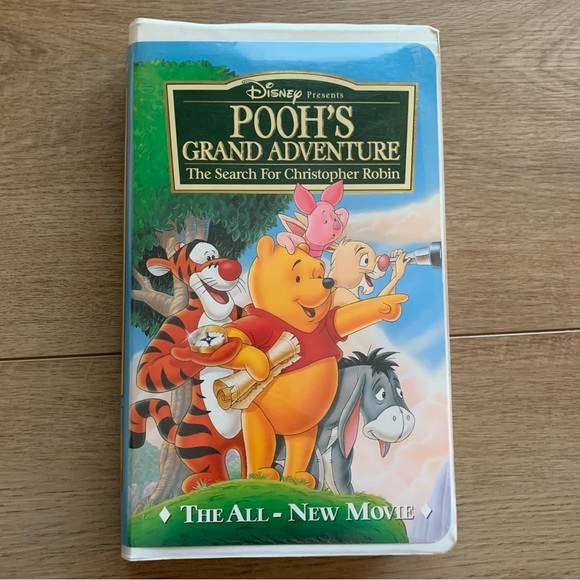 Disney Presents
POOH'S
GRAND ADVENTURE
The Search For Christopher Robin
THE ALL - NEW MOVIE